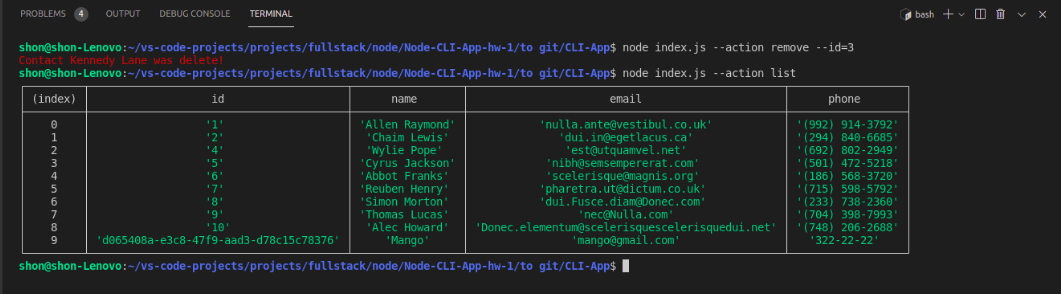 PROBLEMS 4 OUTPUT DEBUG CONSOLE TERMINAL bash
shon@shon-Lenovo:~/vs-code-projects/projects/fullstack/node/Node-CLI-App-hw-1/to git/CLI-App$ node index.js --action remove --id=3
Contact Kennedy Lane was delete!
shon@shon-Lenovo:~/vs-code-projects/projects/fullstack/node/Node-CLI-App-hw-1/to git/CLI-App$ node index.js --action list
(index) id name email phone
0 '1' 'Allen Raymond' 'nulla.ante@vestibul.co.uk' '(992) 914-3792'
1 '2' 'Chaim Lewis' 'dui.in@egetlacus.ca' '(294) 840-6685'
2 '4' 'Wylie Pope' 'est@utquamvel.net' '(692) 802-2949'
3 '5' 'Cyrus Jackson' 'nibh@semsempererat.com' '(501) 472-5218'
4 '6' 'Abbot Franks' 'scelerisque@magnis.org' '(186) 568-3720'
5 '7' 'Reuben Henry' 'pharetra.ut@dictum.co.uk' '(715) 598-5792'
6 '8' 'Simon Morton' 'dui.Fusce.diam@Donec.com' '(233) 738-2360'
7 '9' 'Thomas Lucas' 'nec@Nulla.com' '(704) 398-7993'
8 '10' 'Alec Howard' 'Donec.elementum@scelerisquescelerisquedui.net' '(748) 206-2688'
9 'd065408a-e3c8-47f9-aad3-d78c15c78376' 'Mango' 'mango@gmail.com' '322-22-22'
shon@shon-Lenovo:~/vs-code-projects/projects/fullstack/node/Node-CLI-App-hw-1/to git/CLI-App$